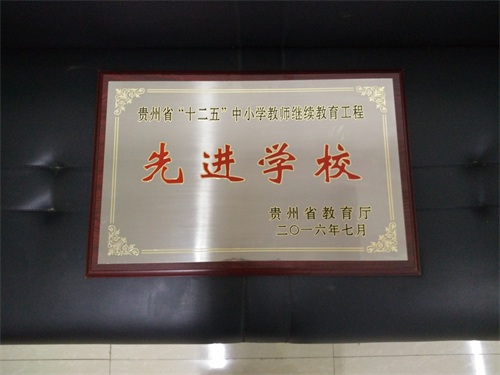 贵州省“十二五”中小学教师继续教育工程
先进学校
贵州省教育厅
二〇一六年七月